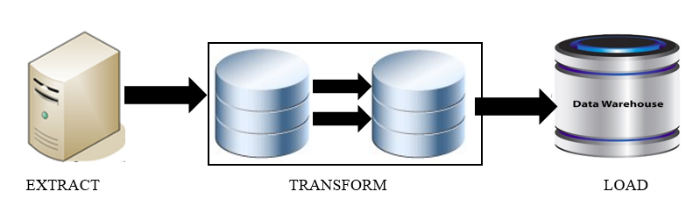 Data Warehouse
EXTRACT
TRANSFORM
LOAD